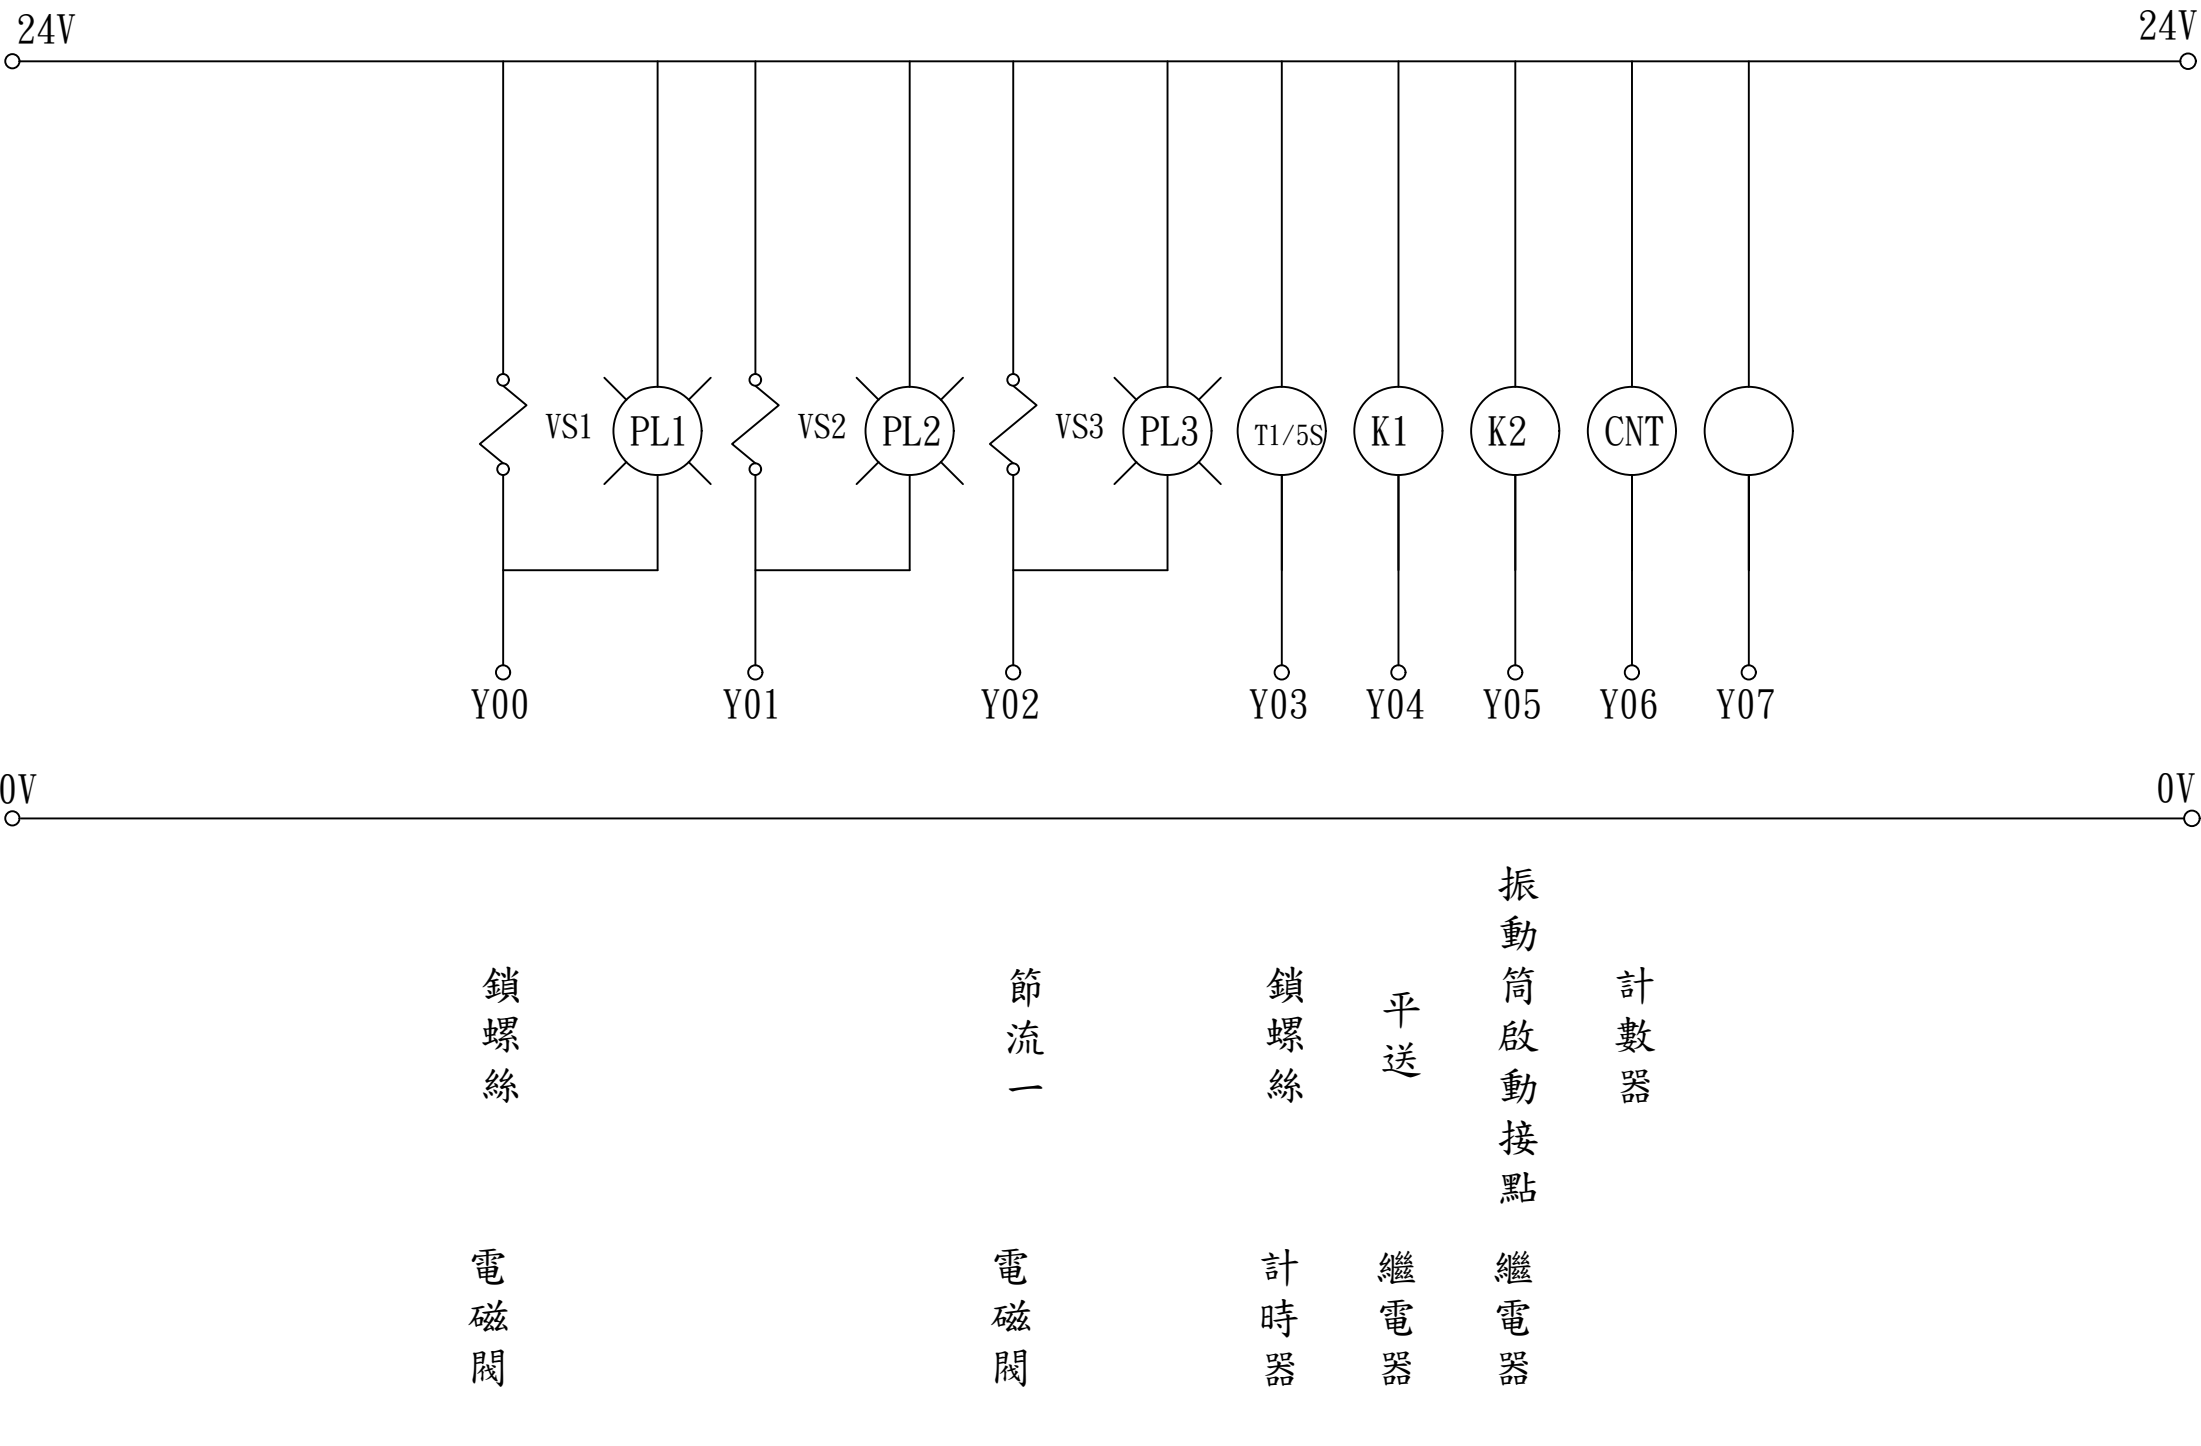 24V
24V
VS1
PL1
VS2
PL2
VS3
PL3
T1/5S
K1
K2
CNT
Y00
Y01
Y02
Y03
Y04
Y05
Y06
Y07
0V
0V
鎖螺絲
電磁閥
節流一
電磁閥
鎖螺絲
計時器
平送
繼電器
振動筒啟動接點
繼電器
計數器